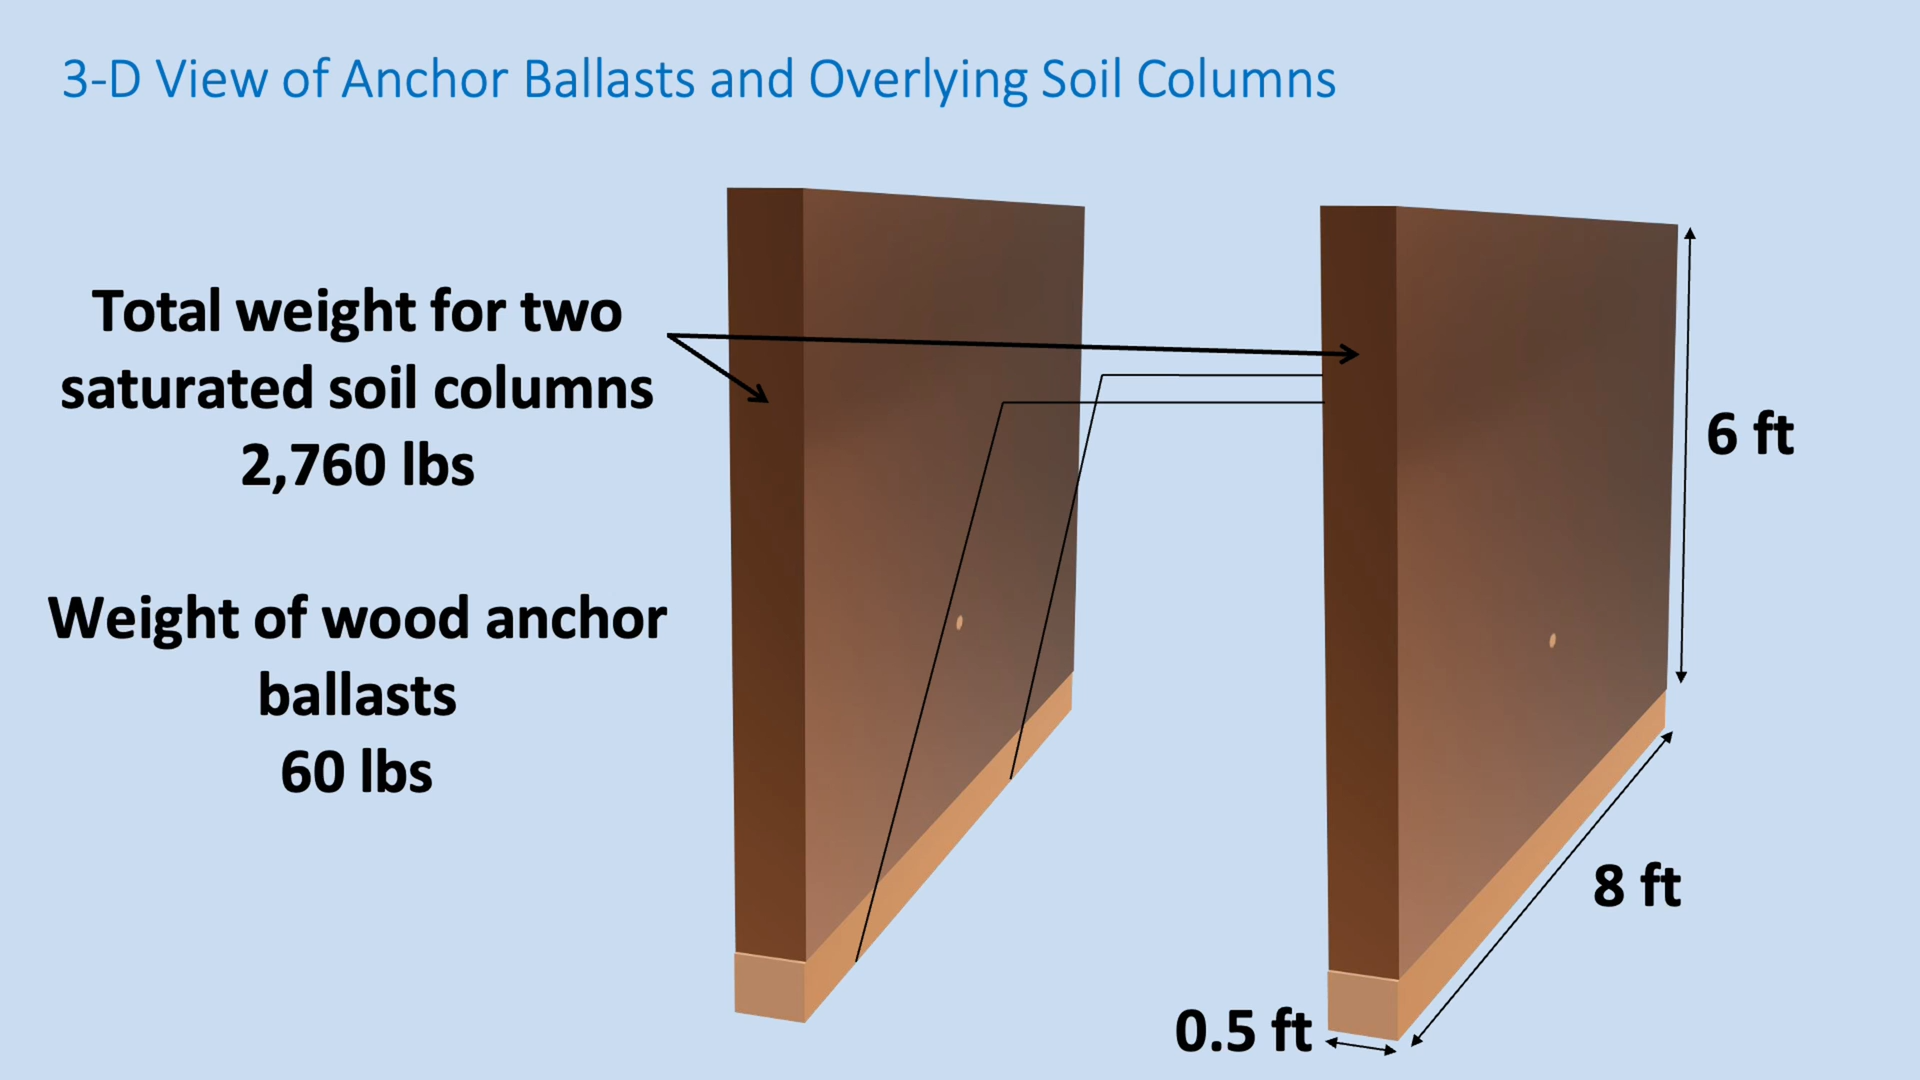 3-D View of Anchor Ballasts and Overlying Soil Columns
Total weight for two
saturated soil columns
2,760 lbs
Weight of wood anchor
ballasts
60 lbs
6 ft
8 ft
0.5 ft